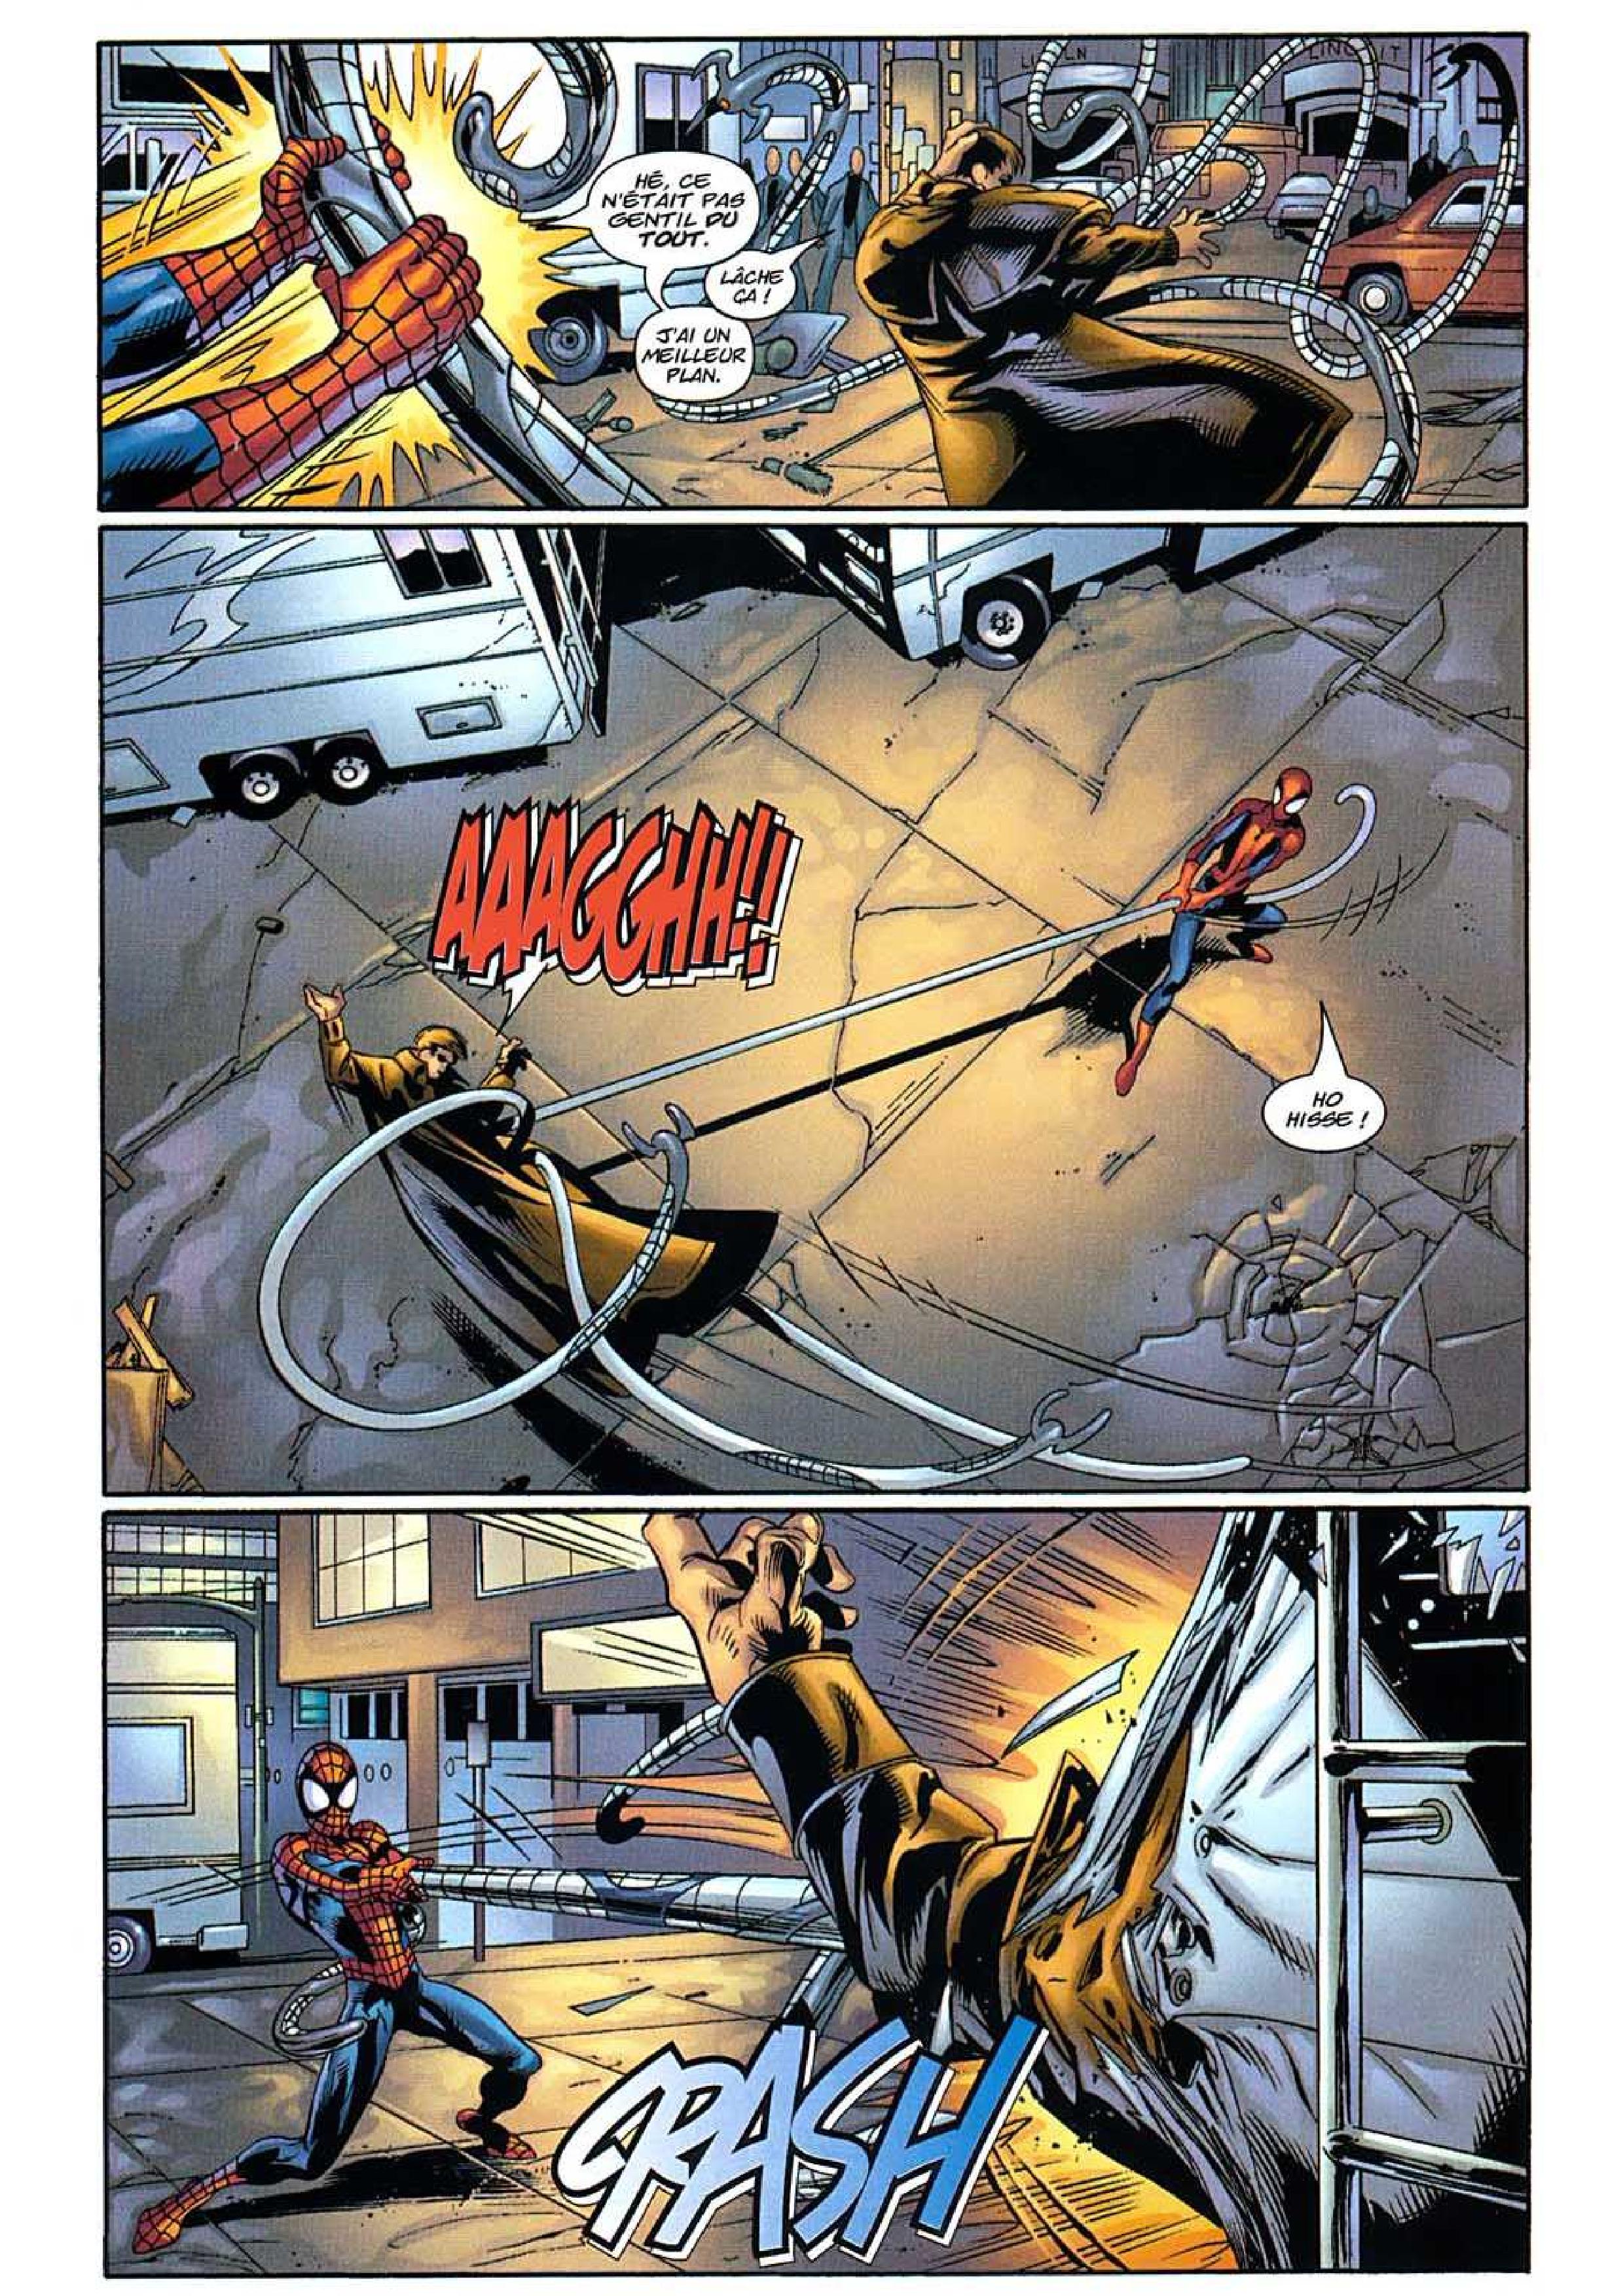 HÉ, CE
N'ÉTAIT PAS
GENTIL DU
TOUT.
LÂCHE
ÇA !
J'AI UN
MEILLEUR
PLAN.
AAAGGHH!!
HO
HISSE !
CRASH